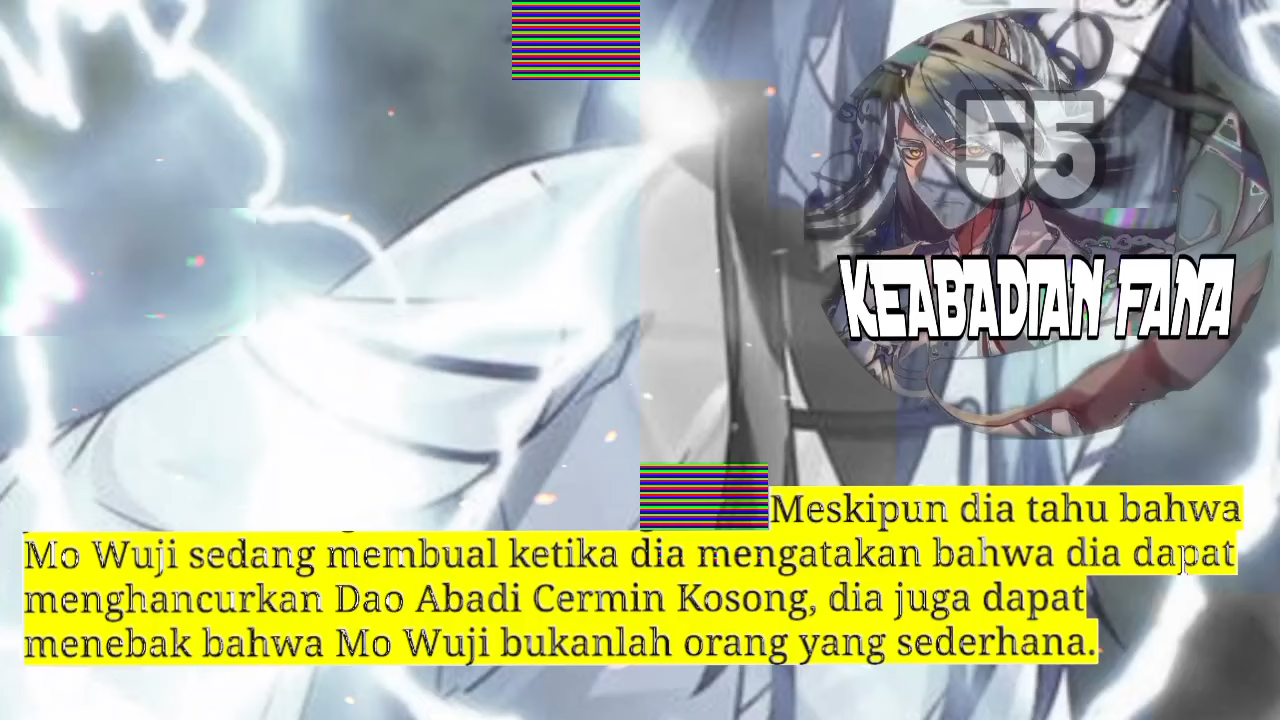 55
KEABADIAN FANA
Meskipun dia tahu bahwa
Mo Wuji sedang membual ketika dia mengatakan bahwa dia dapat
menghancurkan Dao Abadi Cermin Kosong, dia juga dapat
menebak bahwa Mo Wuji bukanlah orang yang sederhana.